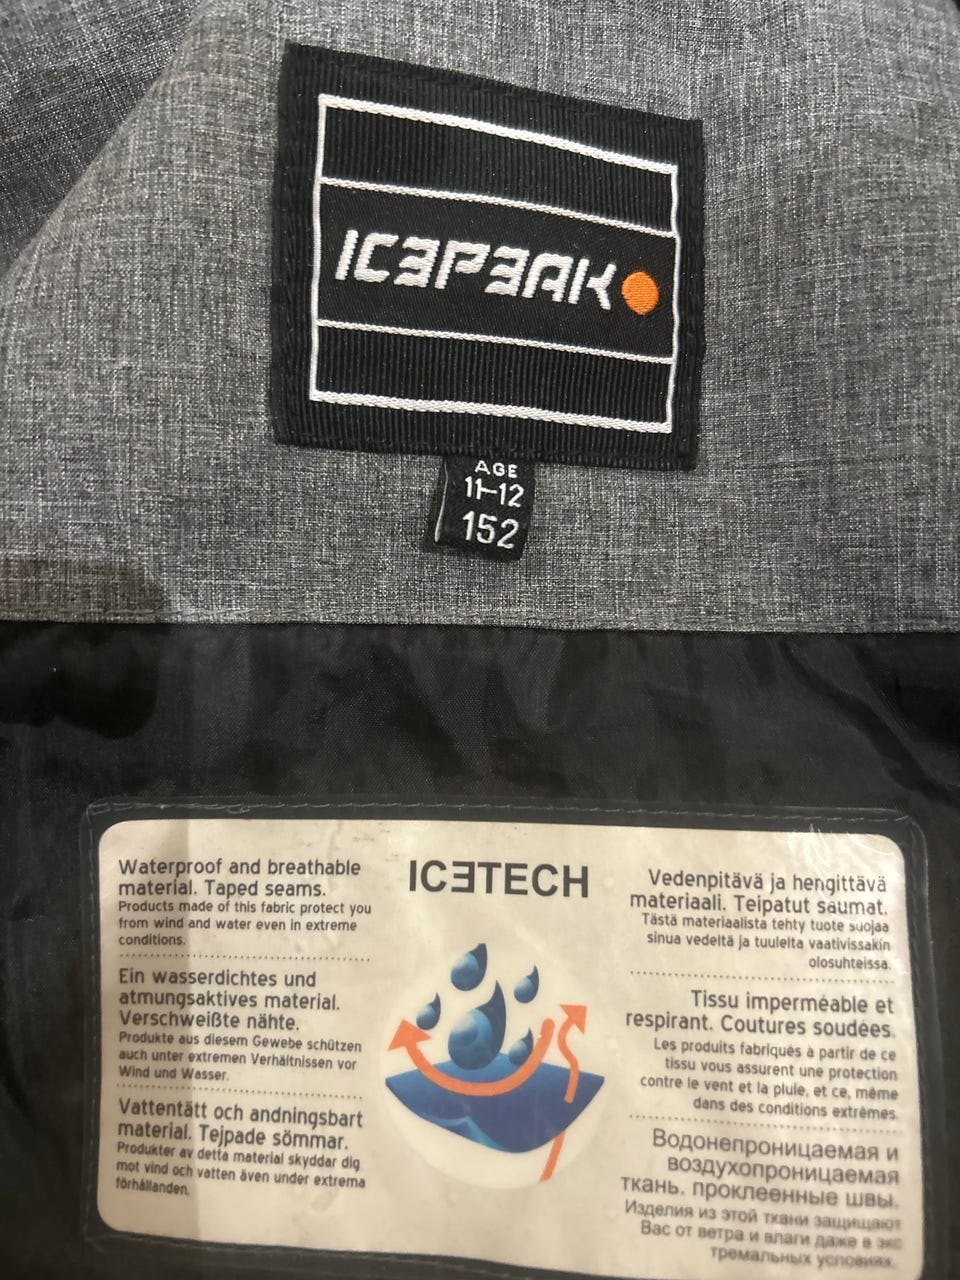 ICEPEAK
AGE
11-12
152
Waterproof and breathable
material. Taped seams.
Products made of this fabric protect you
from wind and water even in extreme
conditions.
Ein wasserdichtes und
atmungsaktives material.
Verschweißte nähte.
Produkte aus diesem Gewebe schützen
auch unter extremen Verhältnissen vor
Wind und Wasser.
Vattentätt och andningsbart
material. Tejpade sömmar.
Produkter av detta material skyddar dig
mot vind och vatten även under extrema
förhållanden.
ICETECH
Vedenpitävä ja hengittävä
materiaali. Teipatut saumat.
Tästä materiaalista tehty tuote suojaa
sinua vedeltä ja tuulelta vaativissakin
olosuhteissa.
Tissu imperméable et
respirant. Coutures soudées.
Les produits fabriqués à partir de ce
tissu vous assurent une protection
contre le vent et la pluie, et ce, même
dans des conditions extrêmes.
Водонепроницаемая и
воздухопроницаемая
ткань. проклеенные швы.
Изделия из этой ткани защищают
Вас от ветра и влаги даже в экс
тремальных условиях.